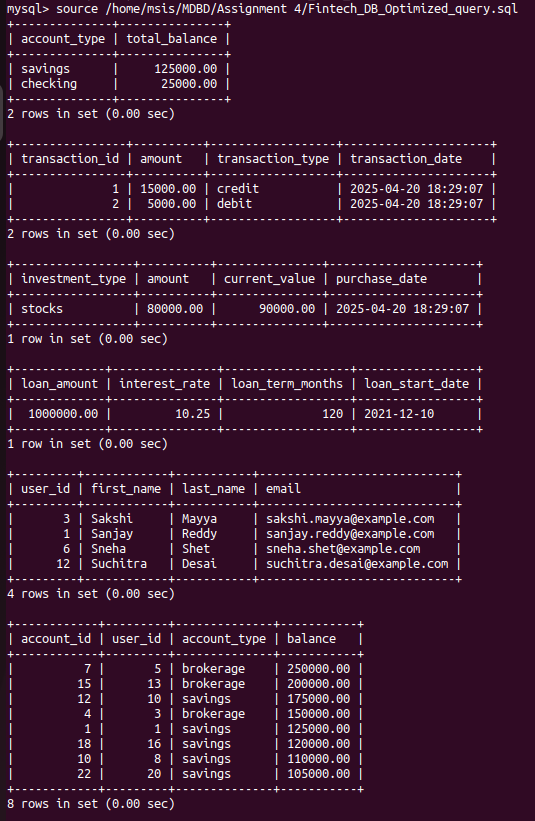 mysql> source /home/msis/MDBD/Assignment 4/Fintech_DB_Optimized_query.sql
+--------------+---------------+
| account_type | total_balance |
+--------------+---------------+
| savings      |     125000.00 |
| checking     |      25000.00 |
+--------------+---------------+
2 rows in set (0.00 sec)

+----------------+----------+------------------+---------------------+
| transaction_id | amount   | transaction_type | transaction_date    |
+----------------+----------+------------------+---------------------+
|              1 | 15000.00 | credit           | 2025-04-20 18:29:07 |
|              2 |  5000.00 | debit            | 2025-04-20 18:29:07 |
+----------------+----------+------------------+---------------------+
2 rows in set (0.00 sec)

+-----------------+----------+---------------+---------------------+
| investment_type | amount   | current_value | purchase_date       |
+-----------------+----------+---------------+---------------------+
| stocks          | 80000.00 |      90000.00 | 2025-04-20 18:29:07 |
+-----------------+----------+---------------+---------------------+
1 row in set (0.00 sec)

+-------------+---------------+------------------+-----------------+
| loan_amount | interest_rate | loan_term_months | loan_start_date |
+-------------+---------------+------------------+-----------------+
|  1000000.00 |         10.25 |              120 | 2021-12-10      |
+-------------+---------------+------------------+-----------------+
1 row in set (0.00 sec)

+---------+------------+-----------+---------------------------+
| user_id | first_name | last_name | email                     |
+---------+------------+-----------+---------------------------+
|       3 | Sakshi     | Mayya     | sakshi.mayya@example.com  |
|       1 | Sanjay     | Reddy     | sanjay.reddy@example.com  |
|       6 | Sneha      | Shet      | sneha.shet@example.com    |
|      12 | Suchitra   | Desai     | suchitra.desai@example.com |
+---------+------------+-----------+---------------------------+
4 rows in set (0.00 sec)

+------------+---------+--------------+-----------+
| account_id | user_id | account_type | balance   |
+------------+---------+--------------+-----------+
|          7 |       5 | brokerage    | 250000.00 |
|         15 |      13 | brokerage    | 200000.00 |
|         12 |      10 | savings      | 175000.00 |
|          4 |       3 | brokerage    | 150000.00 |
|          1 |       1 | savings      | 125000.00 |
|         18 |      16 | savings      | 120000.00 |
|         10 |       8 | savings      | 110000.00 |
|         22 |      20 | savings      | 105000.00 |
+------------+---------+--------------+-----------+
8 rows in set (0.00 sec)